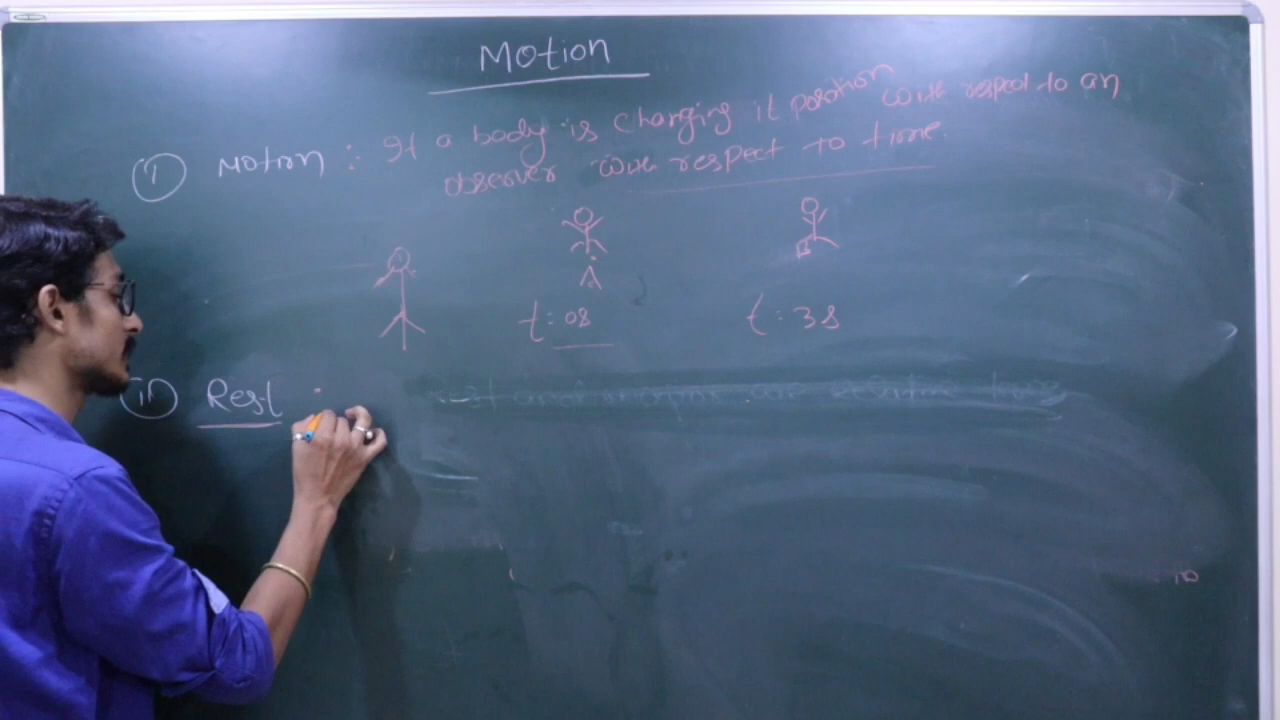 Motion
(i) Motion : If a body is changing it position with respect to an
observer with respect to time.
A
t = 0s
t = 3s
(ii) Rest :